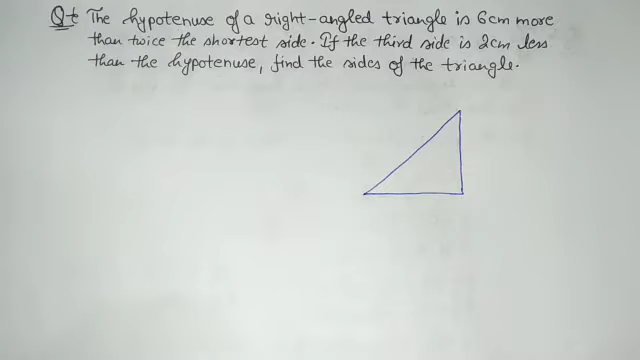 Q+ The hypotenuse of a right-angled triangle is 6cm more
than twice the shortest side. If the third side is 2cm less
than the hypotenuse, find the sides of the triangle.